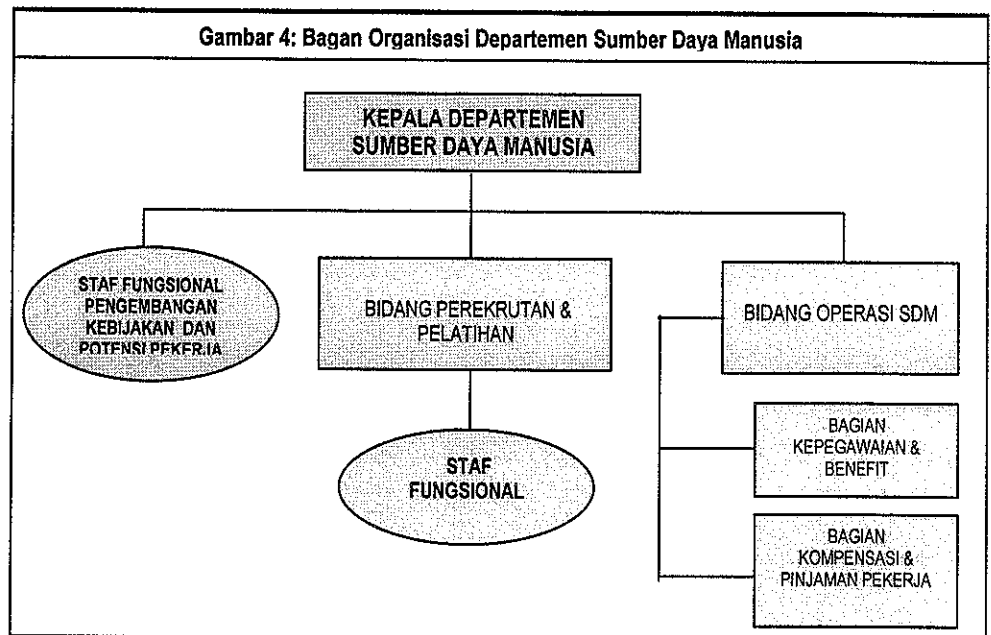 Gambar 4: Bagan Organisasi Departemen Sumber Daya Manusia
KEPALA DEPARTEMEN
SUMBER DAYA MANUSIA
STAF FUNGSIONAL
PENGEMBANGAN
KEBIJAKAN DAN
POTENSI PEKERJA
BIDANG PEREKRUTAN &
PELATIHAN
BIDANG OPERASI SDM
STAF
FUNGSIONAL
BAGIAN
KEPEGAWAIAN &
BENEFIT
BAGIAN
KOMPENSASI &
PINJAMAN PEKERJA